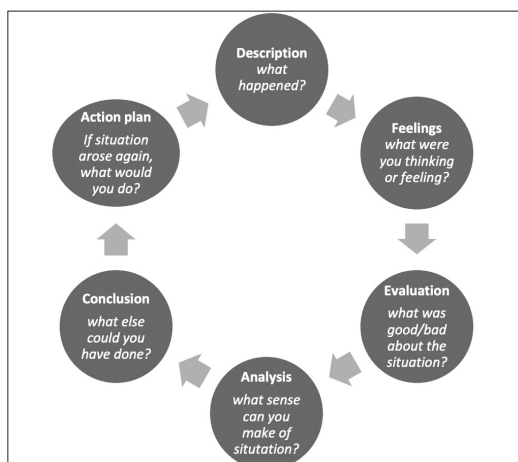 Description
what
happened?
Feelings
what were
you thinking
or feeling?
Evaluation
what was
good/bad
about the
situation?
Analysis
what sense
can you
make of
situtation?
Conclusion
what else
could you
have done?
Action plan
If situation
arose again,
what would
you do?